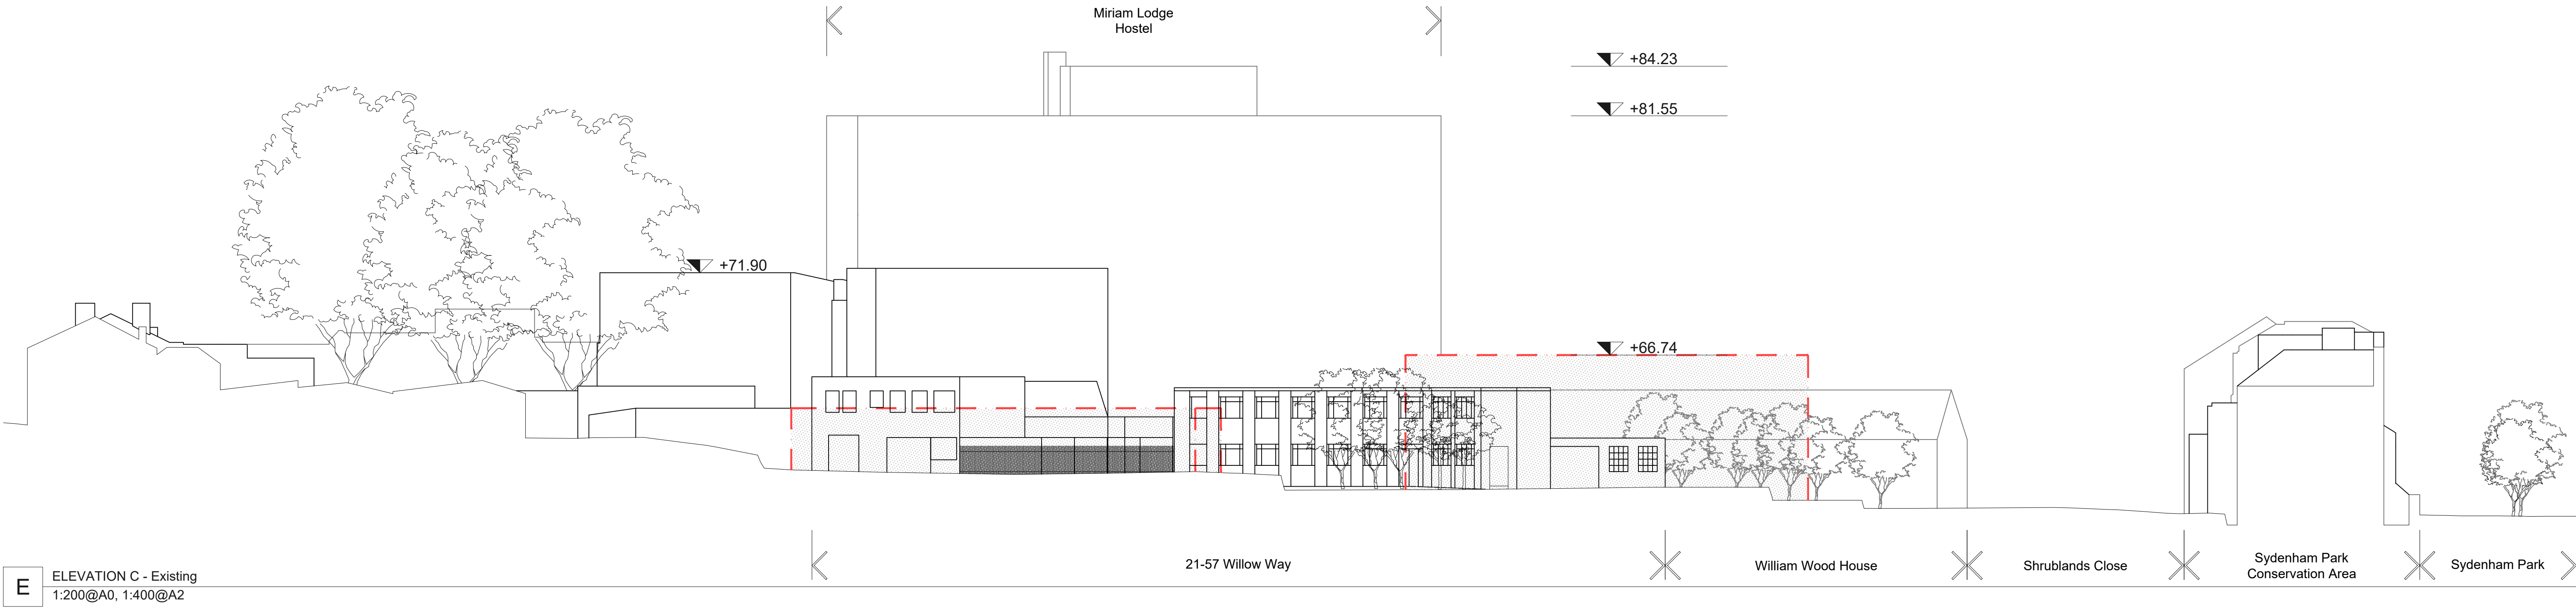 Miriam Lodge
Hostel
+84.23
+81.55
+71.90
+66.74
21-57 Willow Way
William Wood House
Shrublands Close
Sydenham Park
Conservation Area
Sydenham Park
E
ELEVATION C - Existing
1:200@A0, 1:400@A2